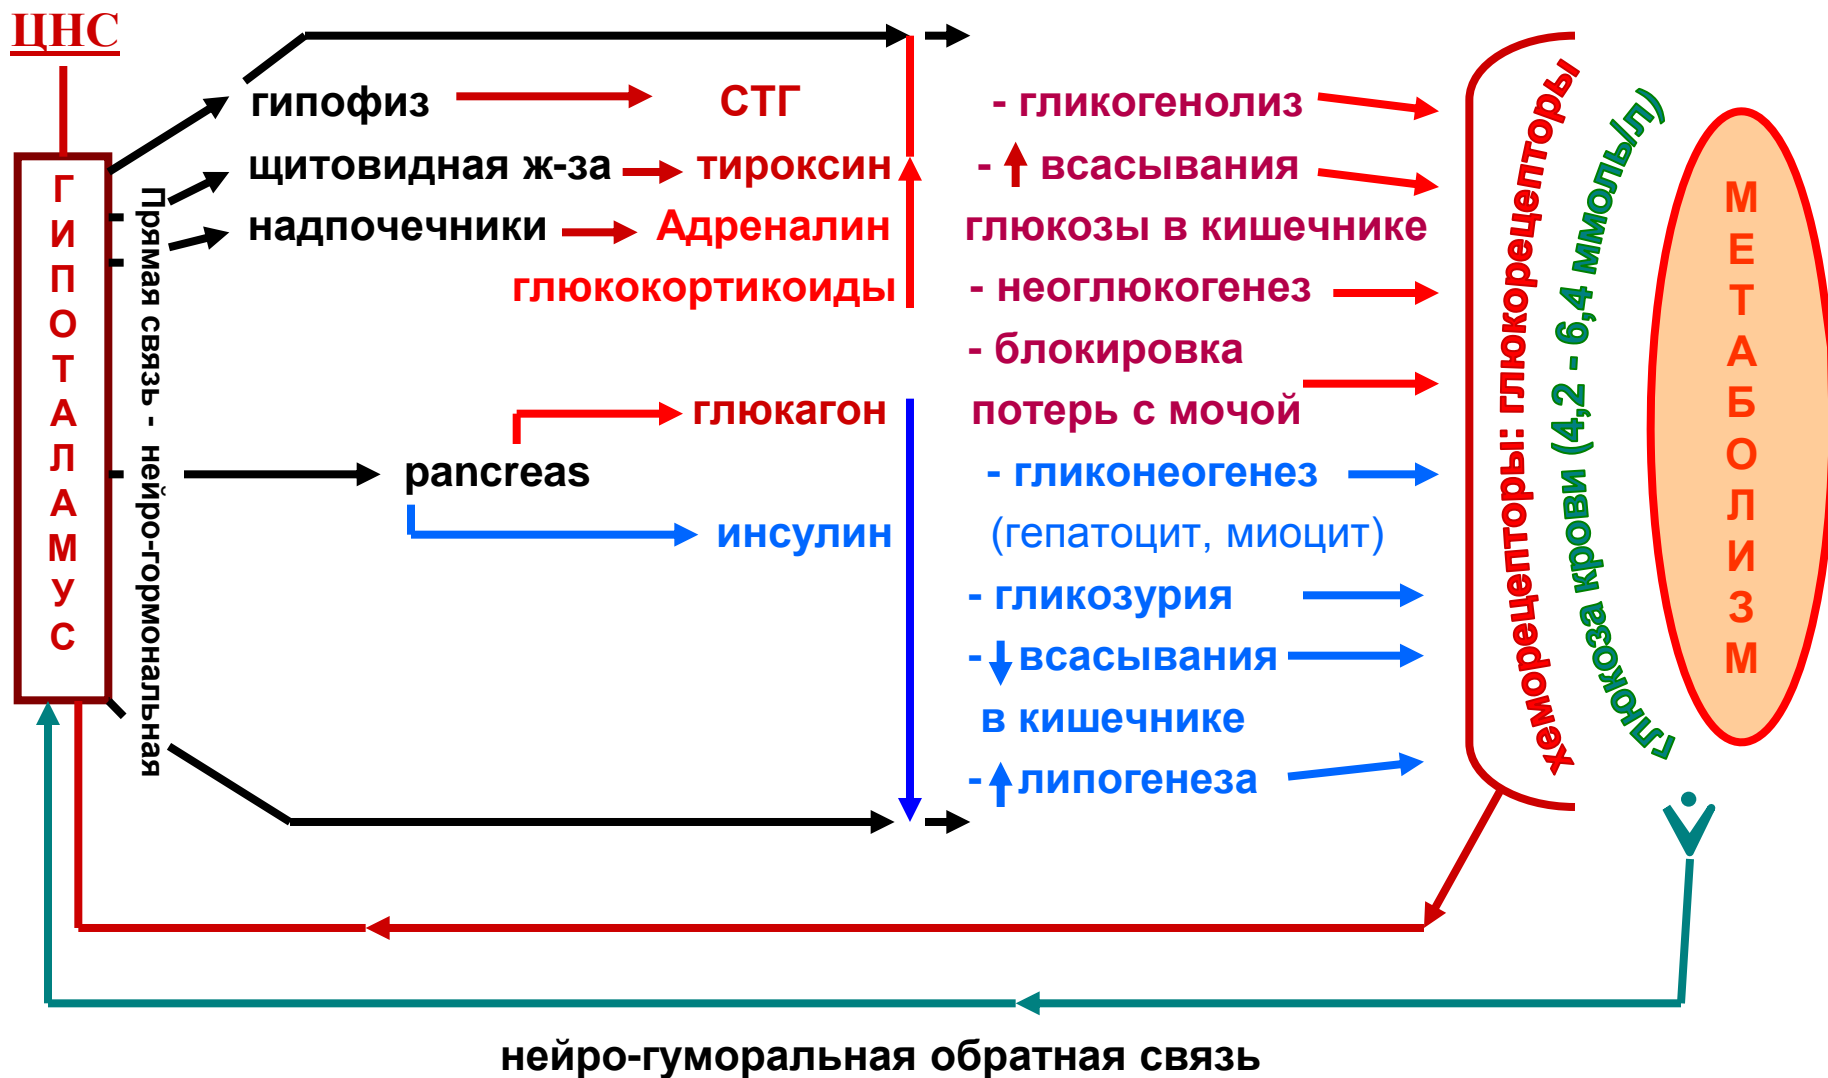 ЦНС
ГИПОТАЛАМУС
Прямая связь - нейро-гормональная
гипофиз
СТГ
щитовидная ж-за
тироксин
надпочечники
Адреналин
глюкокортикоиды
глюкагон
pancreas
инсулин
- гликогенолиз
- всасывания
глюкозы в кишечнике
- неоглюкогенез
- блокировка
потерь с мочой
- гликонеогенез
(гепатоцит, миоцит)
- гликозурия
- всасывания
в кишечнике
- липогенеза
хеморецепторы: глюкорецепторы
глюкоза крови (4,2 - 6,4 ммоль/л)
МЕТАБОЛИЗМ
нейро-гуморальная обратная связь